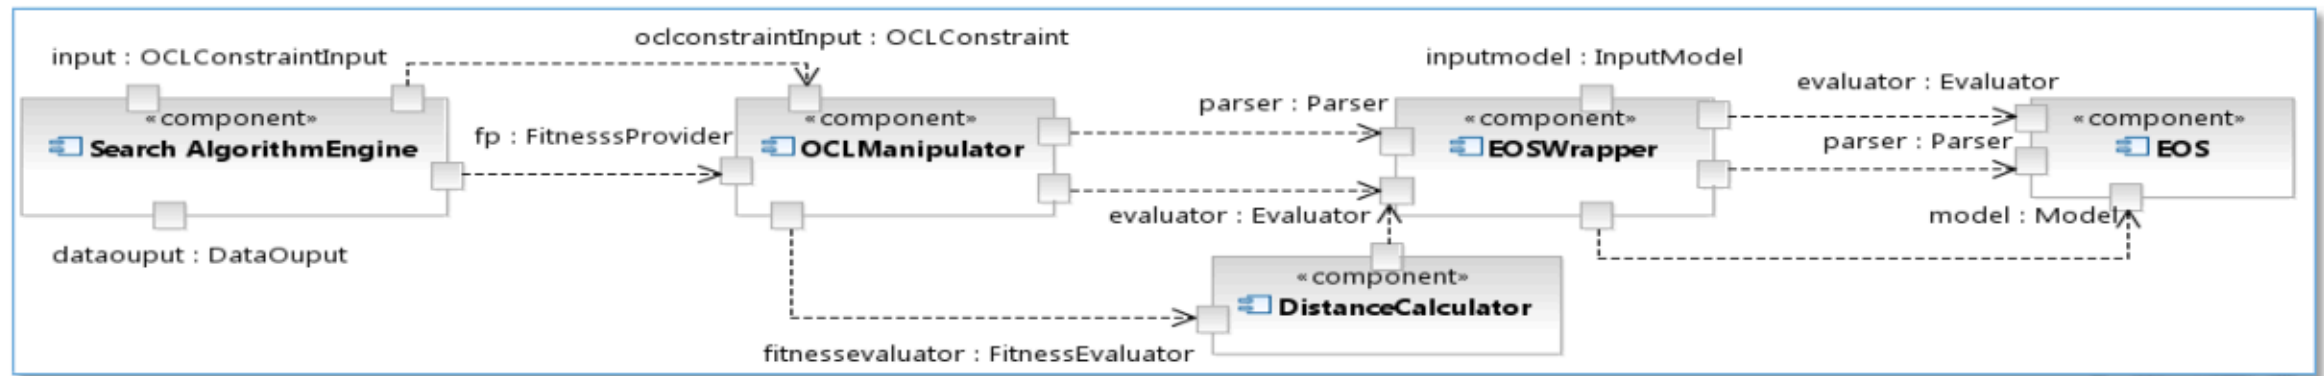 oclconstraintInput : OCLConstraint
input : OCLConstraintInput
inputmodel : InputModel
evaluator : Evaluator
parser : Parser
«component»
Search AlgorithmEngine
fp : FitnesssProvider
«component»
OCLManipulator
«component»
EOSWrapper
parser : Parser
«component»
EOS
evaluator : Evaluator
model : Model
dataouput : DataOuput
«component»
DistanceCalculator
fitnessevaluator : FitnessEvaluator